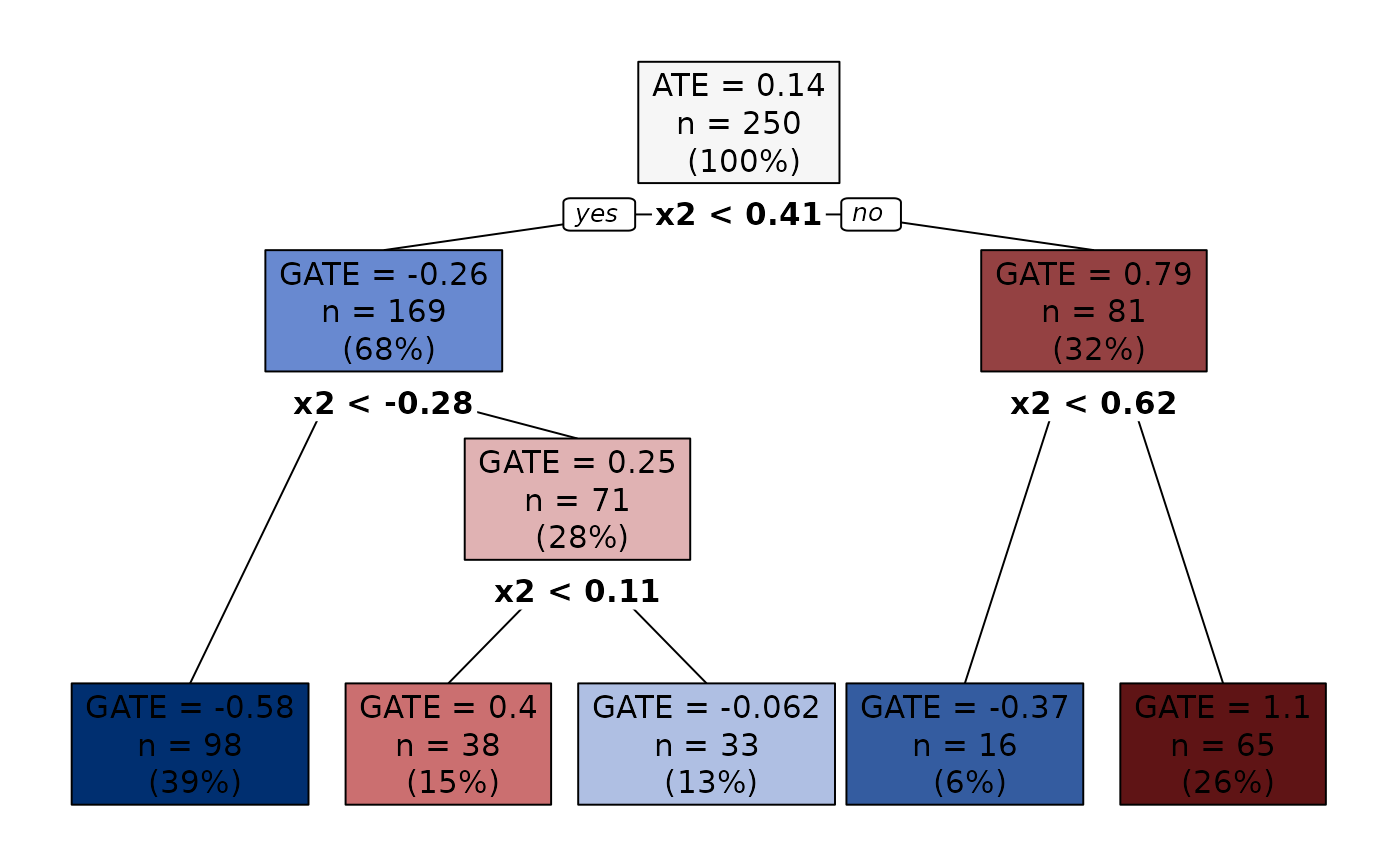 ATE = 0.14
n = 250
(100%)
yes x2 < 0.41 no
GATE = -0.26
n = 169
(68%)
GATE = 0.79
n = 81
(32%)
x2 < -0.28
x2 < 0.62
GATE = 0.25
n = 71
(28%)
x2 < 0.11
GATE = -0.58
n = 98
(39%)
GATE = 0.4
n = 38
(15%)
GATE = -0.062
n = 33
(13%)
GATE = -0.37
n = 16
(6%)
GATE = 1.1
n = 65
(26%)